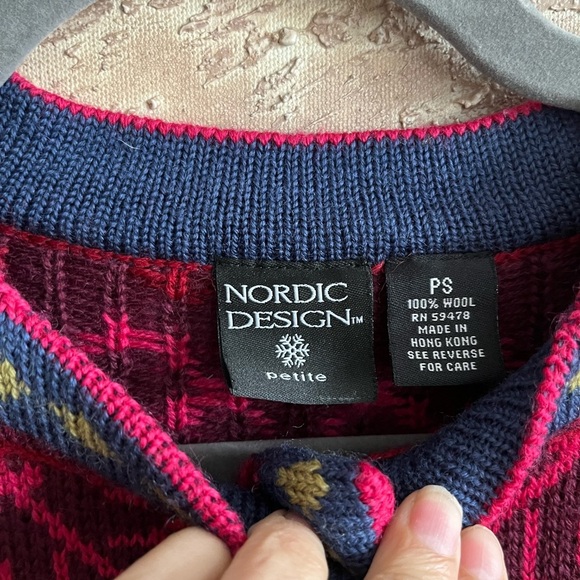 NORDIC
DESIGN™
Petite
PS
100% WOOL
RN 59478
MADE IN
HONG KONG
SEE REVERSE
FOR CARE